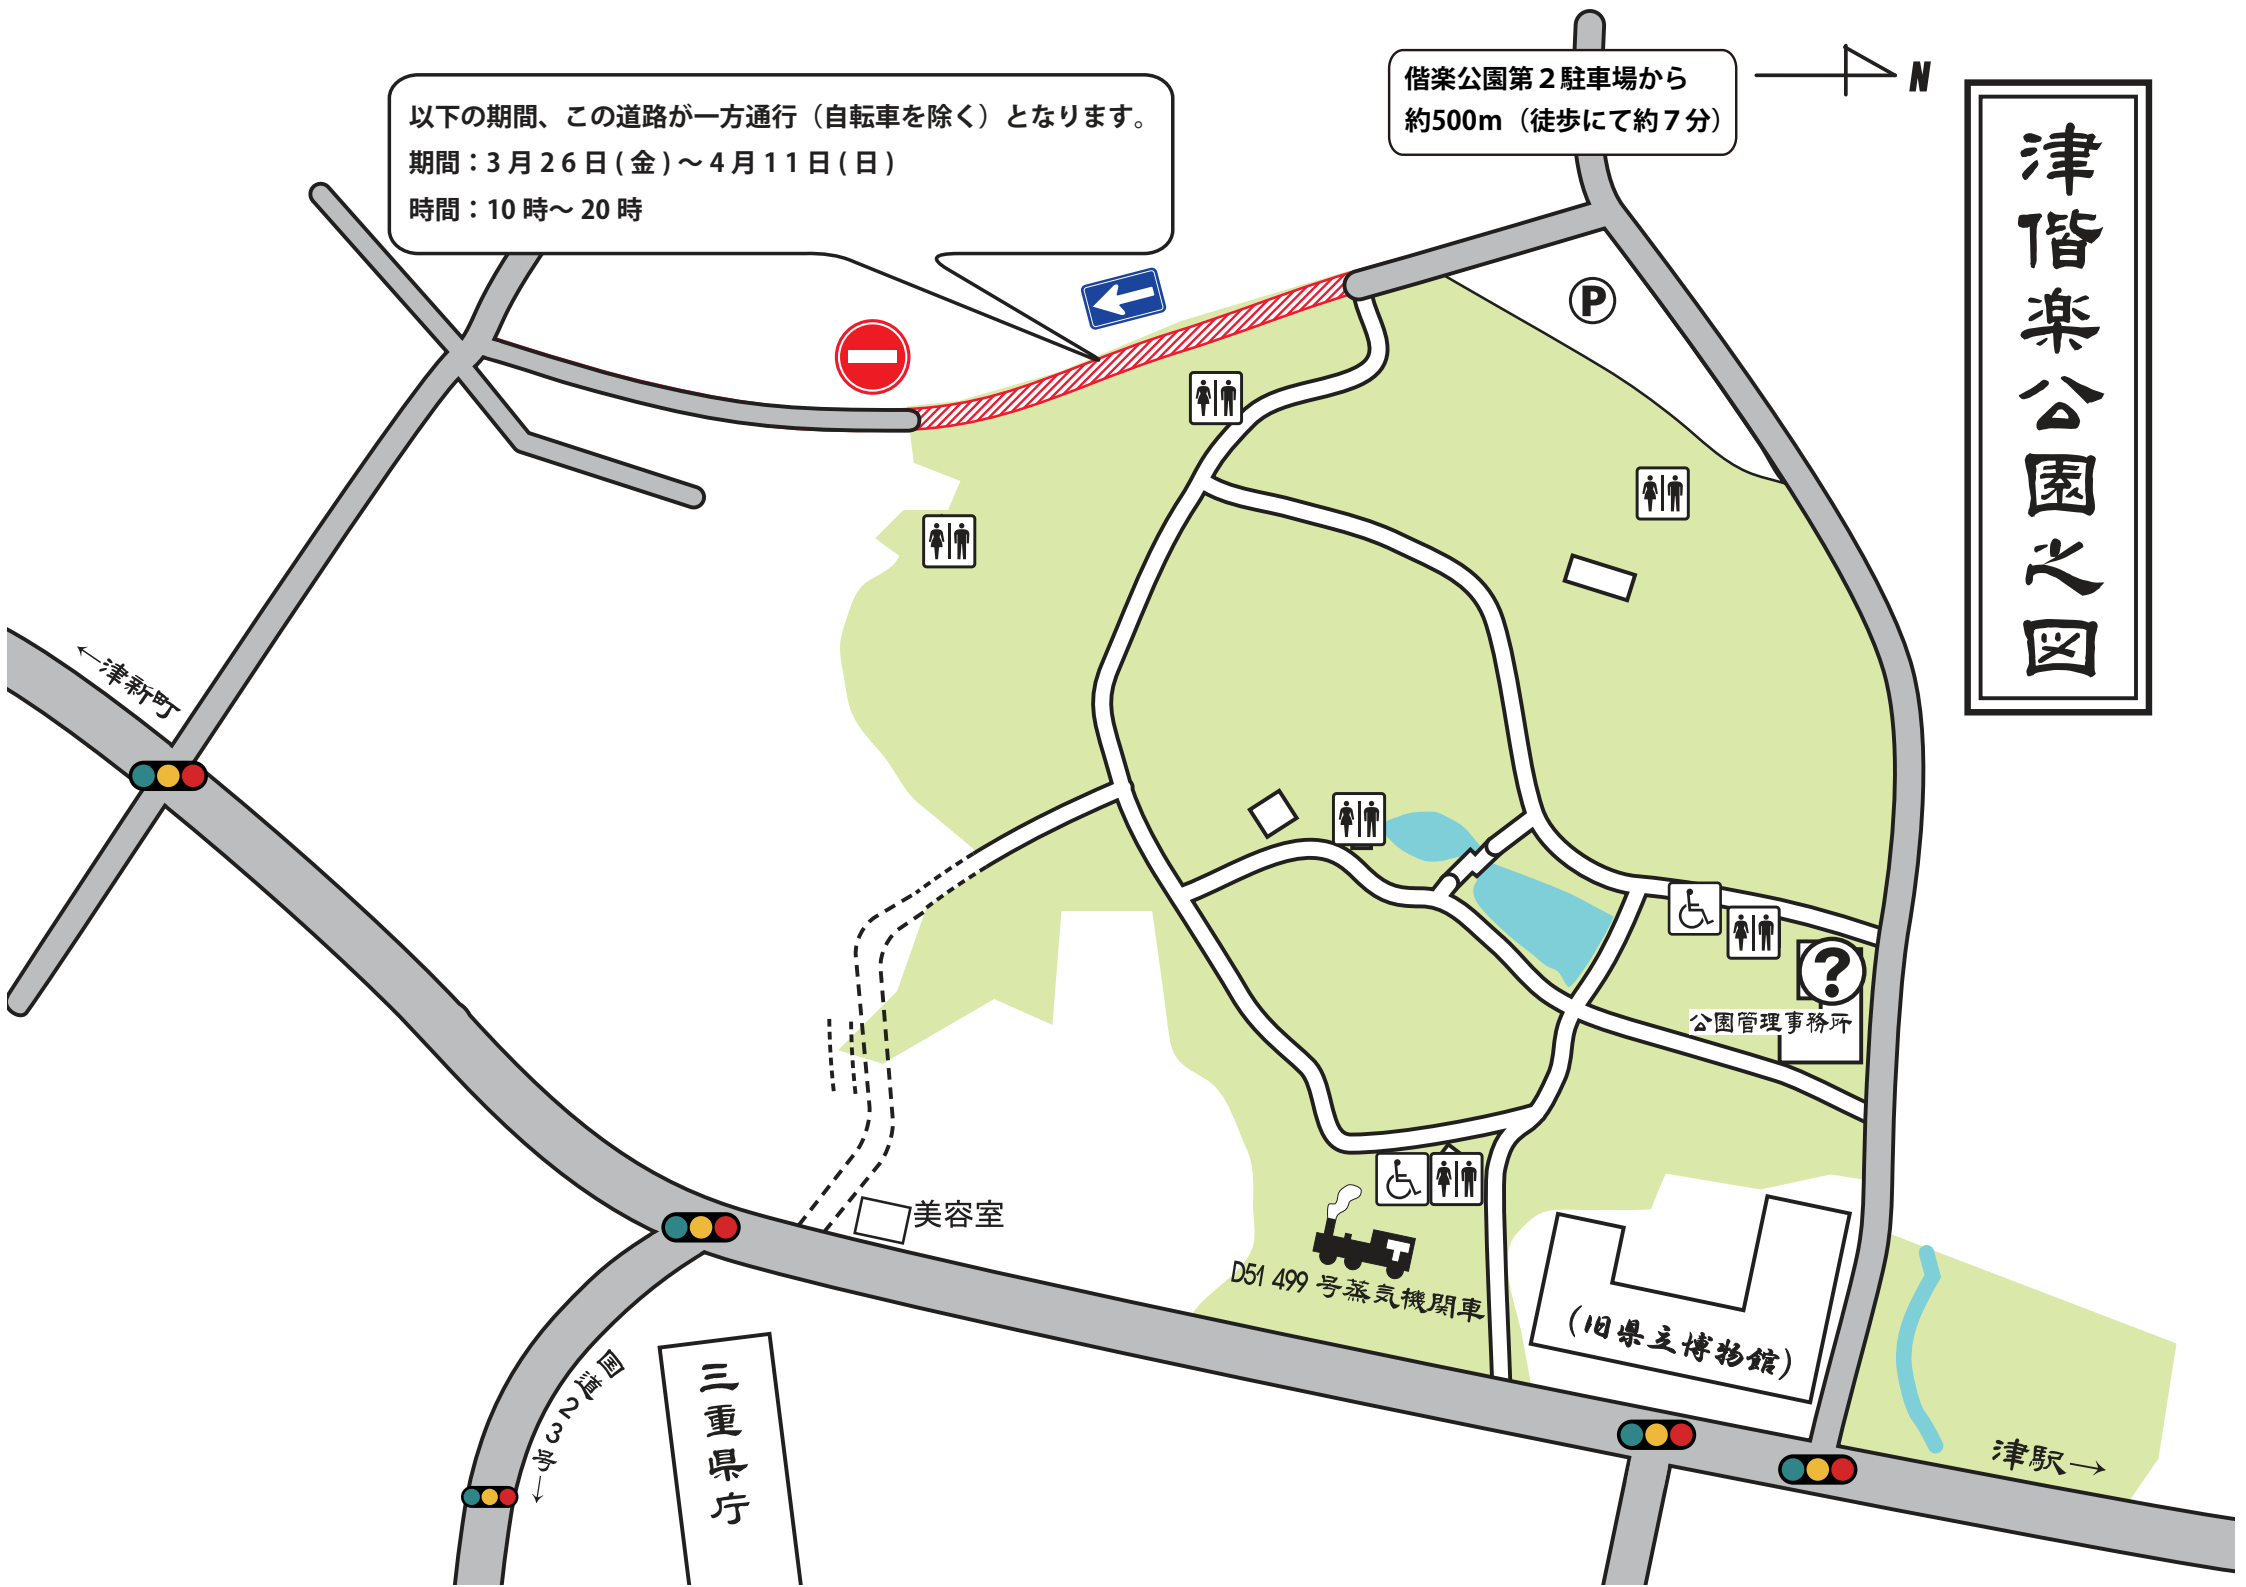 以下の期間、この道路が一方通行（自転車を除く）となります。
期間：3月26日(金)～4月11日(日)
時間：10時～20時
偕楽公園第２駐車場から
約500m（徒歩にて約７分）
N
津偕楽公園之図
P
←津新町
?
公園管理事務所
美容室
D51 499 号蒸気機関車
(旧県立博物館)
国道23号→
三重県庁
津駅→